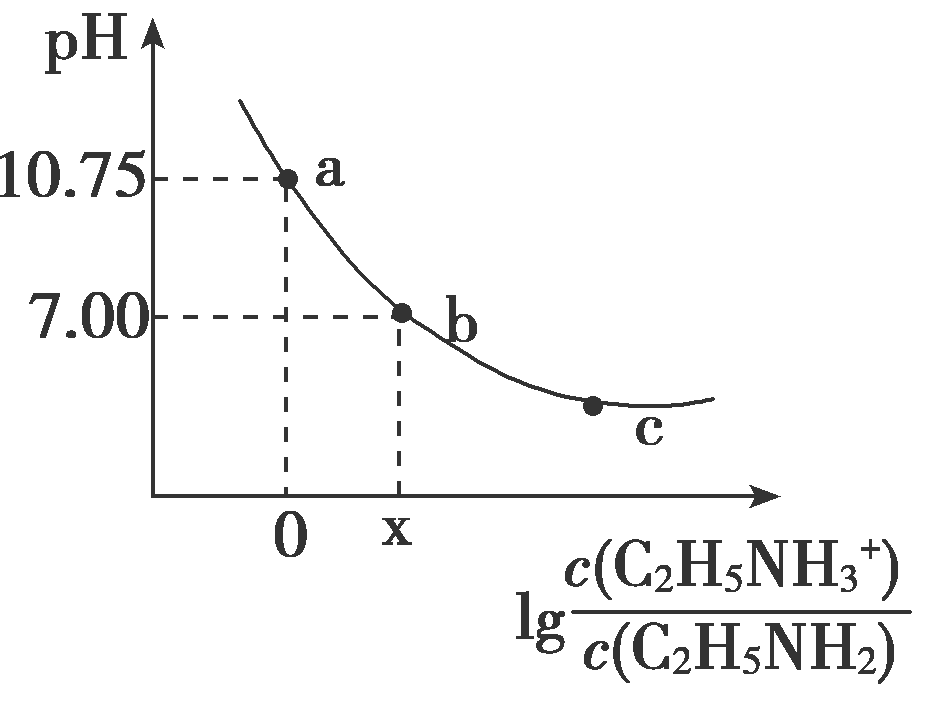 pH
10.75
a
7.00
b
c
0
x
lg c(C₂H₅NH₃⁺)
c(C₂H₅NH₂)